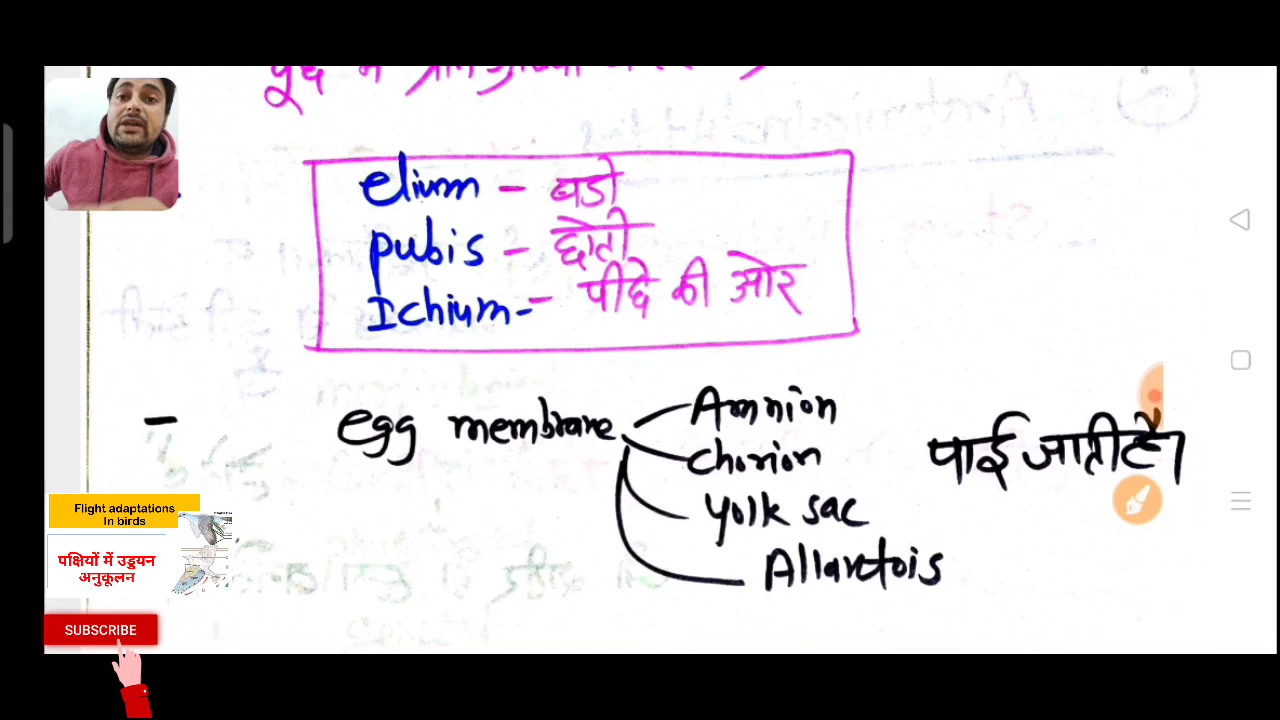 elium - बडी
pubis - छोटी
Ichium - पीछे की ओर
- egg membrane
Amnion
Chorion
Yolk sac
Allantois
पाई जाती है।
Flight adaptations
In birds
पक्षियों में उड्डयन
अनुकूलन
SUBSCRIBE